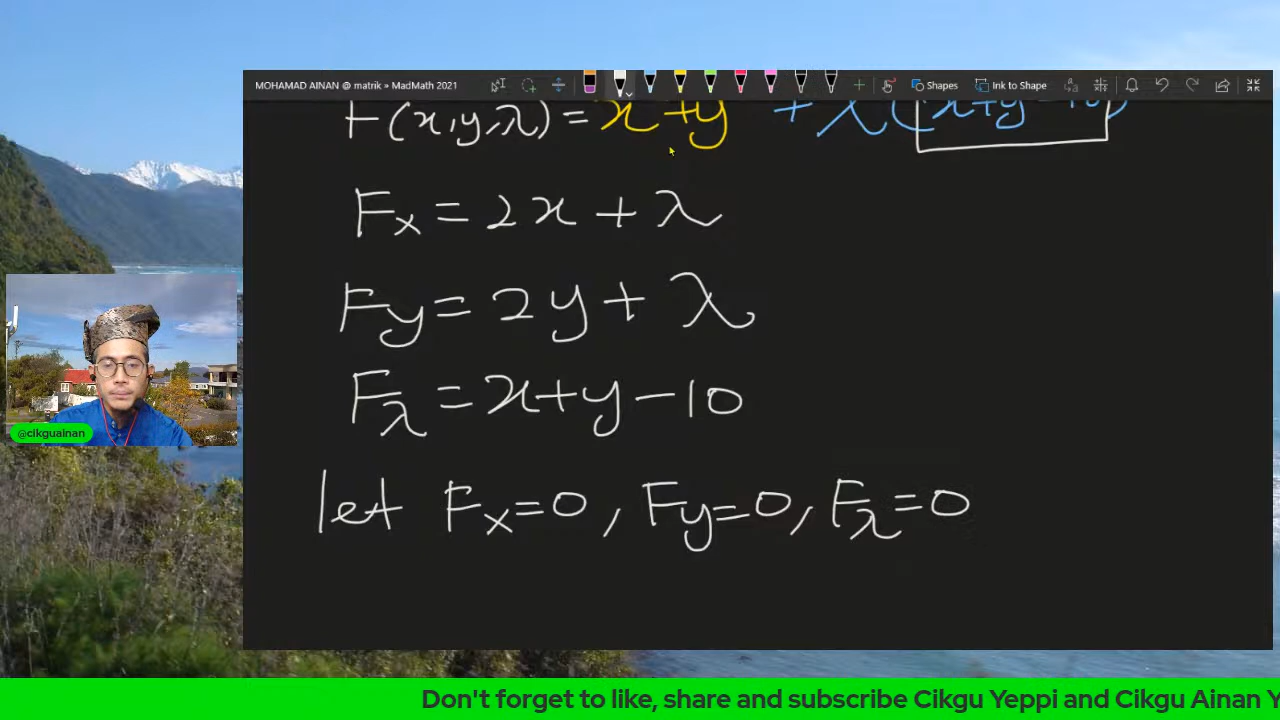 MOHAMAD AINAN @ matrik » MadMath 2021
Shapes
Ink to Shape
F(x,y,λ) = x+y + λ(x+y-10)
Fx = 2x + λ
Fy = 2y + λ
Fλ = x+y-10
let Fx=0, Fy=0, Fλ=0
@cikguainan
Don't forget to like, share and subscribe Cikgu Yeppi and Cikgu Ainan Y